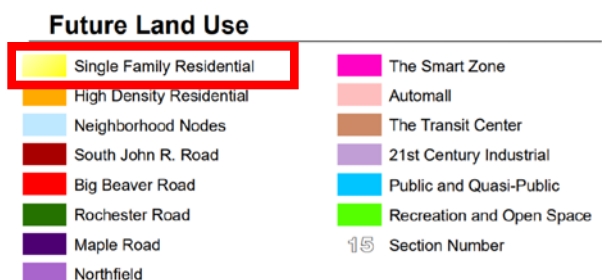 Future Land Use
Single Family Residential
High Density Residential
Neighborhood Nodes
South John R. Road
Big Beaver Road
Rochester Road
Maple Road
Northfield
The Smart Zone
Automall
The Transit Center
21st Century Industrial
Public and Quasi-Public
Recreation and Open Space
15 Section Number